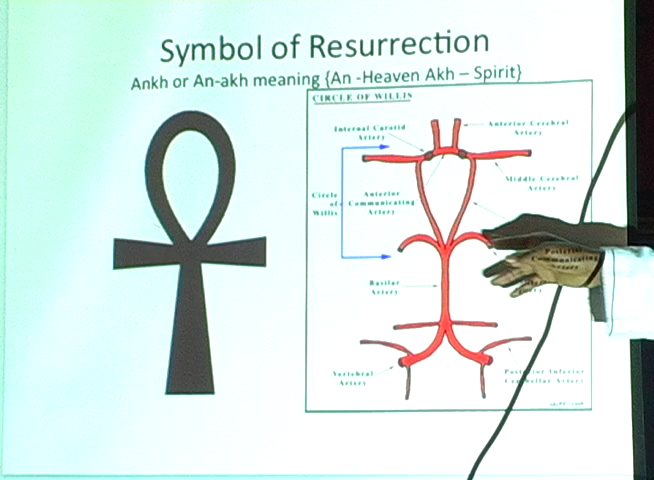 Symbol of Resurrection
Ankh or An-akh meaning {An -Heaven Akh – Spirit}
CIRCLE OF WILLIS
Internal Carotid
Artery
Anterior Cerebral
Artery
Middle Cerebral
Artery
Circle
of
Willis
Anterior
Communicating
Artery
Posterior
Communicating
Artery
Basilar
Artery
Vertebral
Artery
Posterior Inferior
Cerebellar Artery